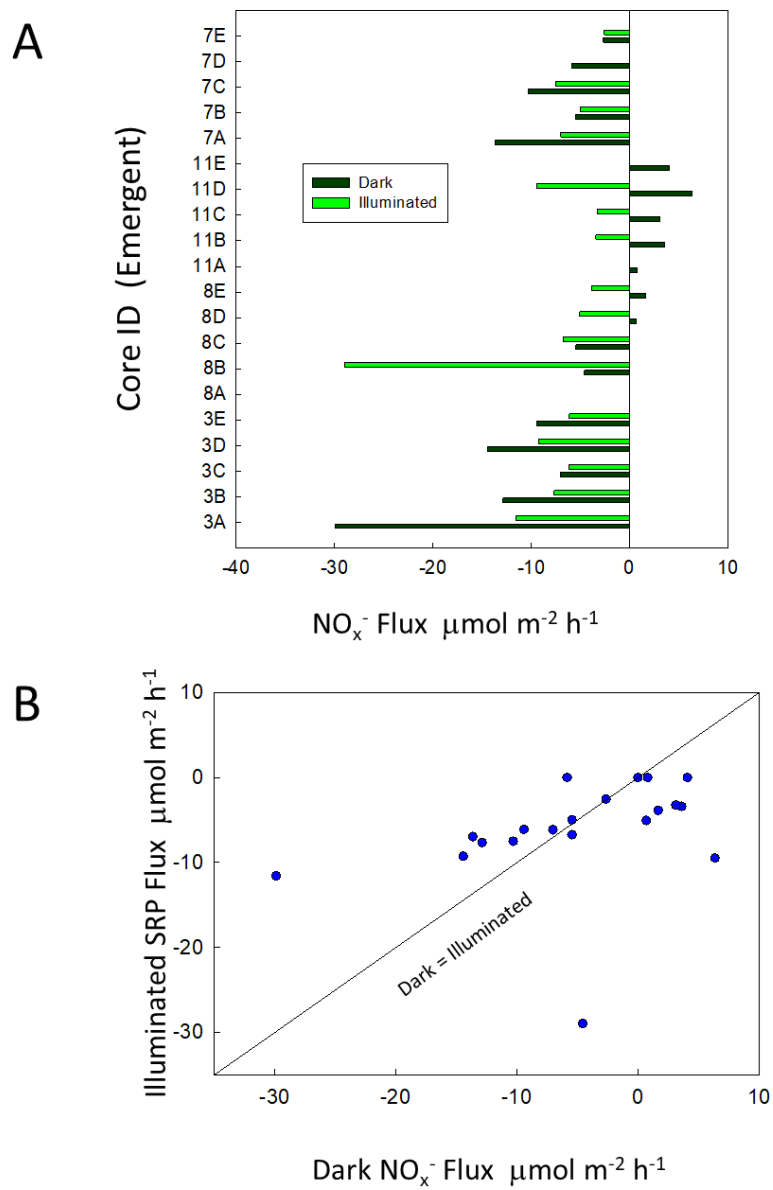 A
Core ID (Emergent)
7E
7D
7C
7B
7A
11E
11D
11C
11B
11A
8E
8D
8C
8B
8A
3E
3D
3C
3B
3A
Dark
Illuminated
-40 -30 -20 -10 0 10
NOₓ⁻ Flux μmol m⁻² h⁻¹
B
Illuminated SRP Flux μmol m⁻² h⁻¹
10
0
-10
-20
-30
Dark = Illuminated
-30 -20 -10 0 10
Dark NOₓ⁻ Flux μmol m⁻² h⁻¹